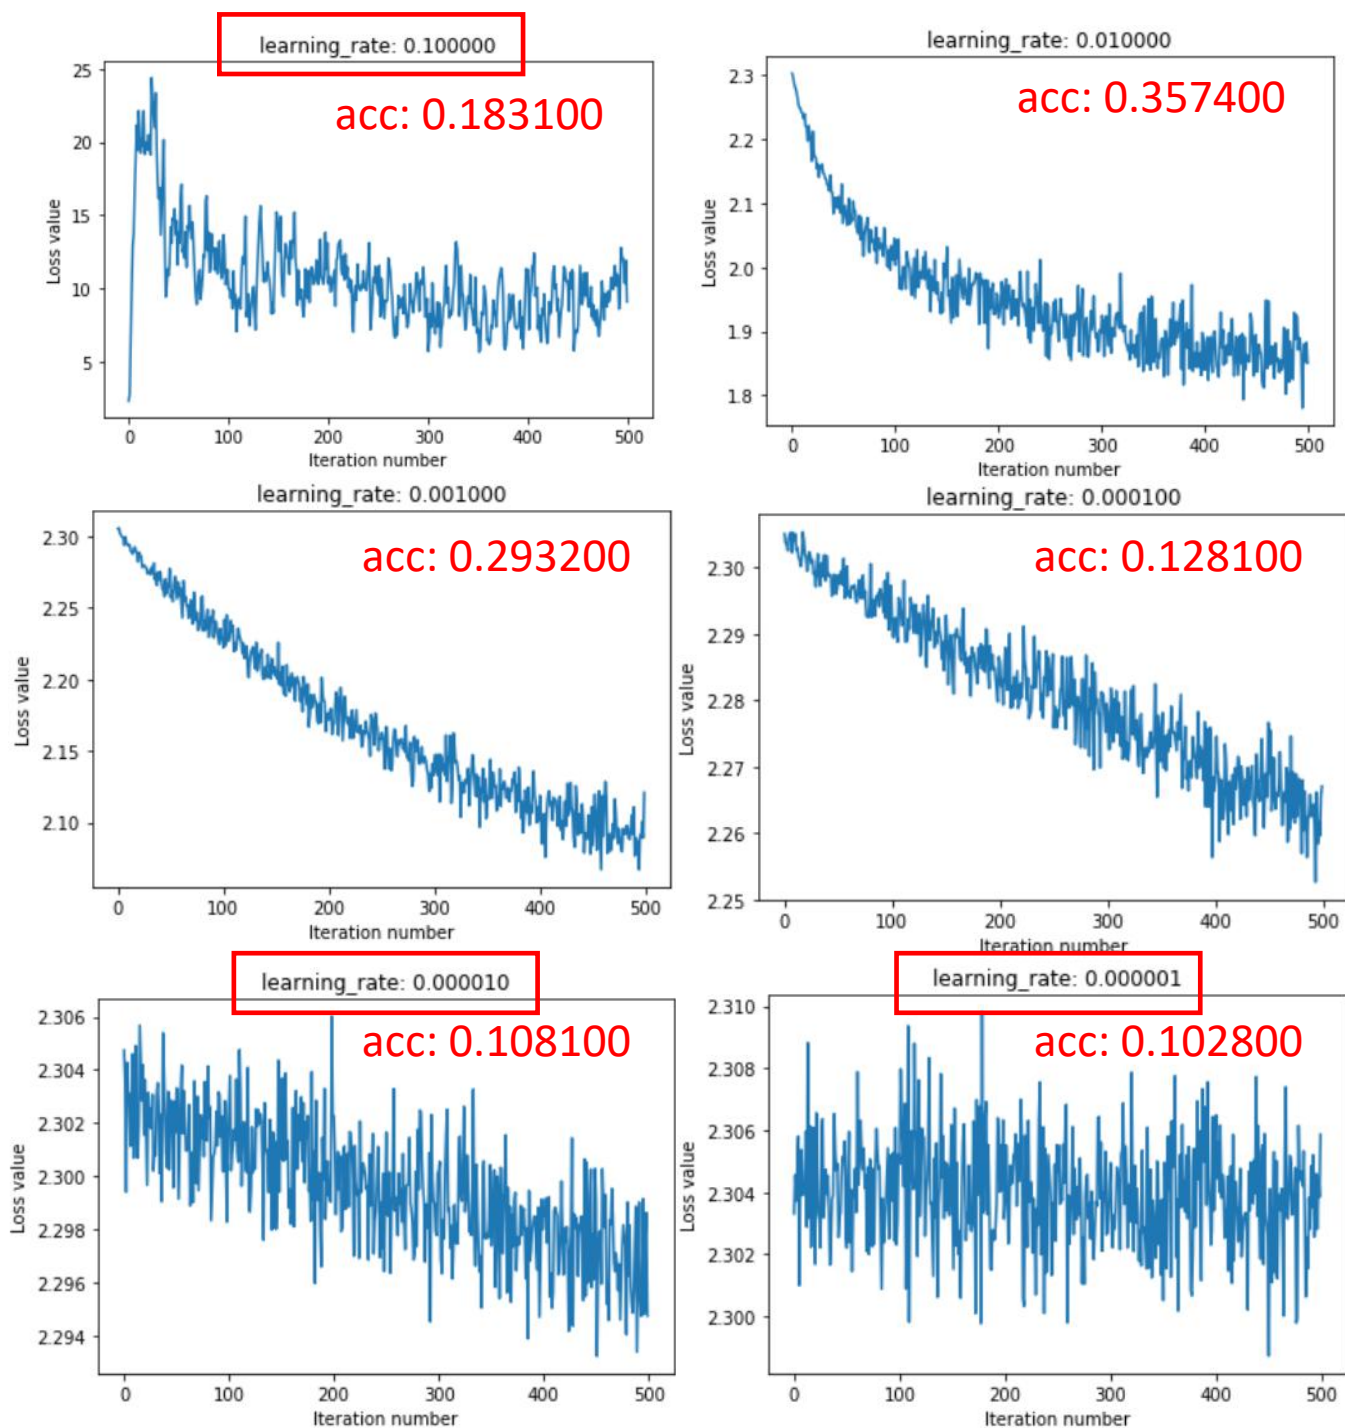 learning_rate: 0.100000
acc: 0.183100
25
20
15
10
5
Loss value
0 100 200 300 400 500
Iteration number
learning_rate: 0.010000
acc: 0.357400
2.3
2.2
2.1
2.0
1.9
1.8
Loss value
0 100 200 300 400 500
Iteration number
learning_rate: 0.001000
acc: 0.293200
2.30
2.25
2.20
2.15
2.10
Loss value
0 100 200 300 400 500
Iteration number
learning_rate: 0.000100
acc: 0.128100
2.30
2.29
2.28
2.27
2.26
2.25
Loss value
0 100 200 300 400 500
Iteration number
learning_rate: 0.000010
acc: 0.108100
2.306
2.304
2.302
2.300
2.298
2.296
2.294
Loss value
0 100 200 300 400 500
Iteration number
learning_rate: 0.000001
acc: 0.102800
2.310
2.308
2.306
2.304
2.302
2.300
Loss value
0 100 200 300 400 500
Iteration number